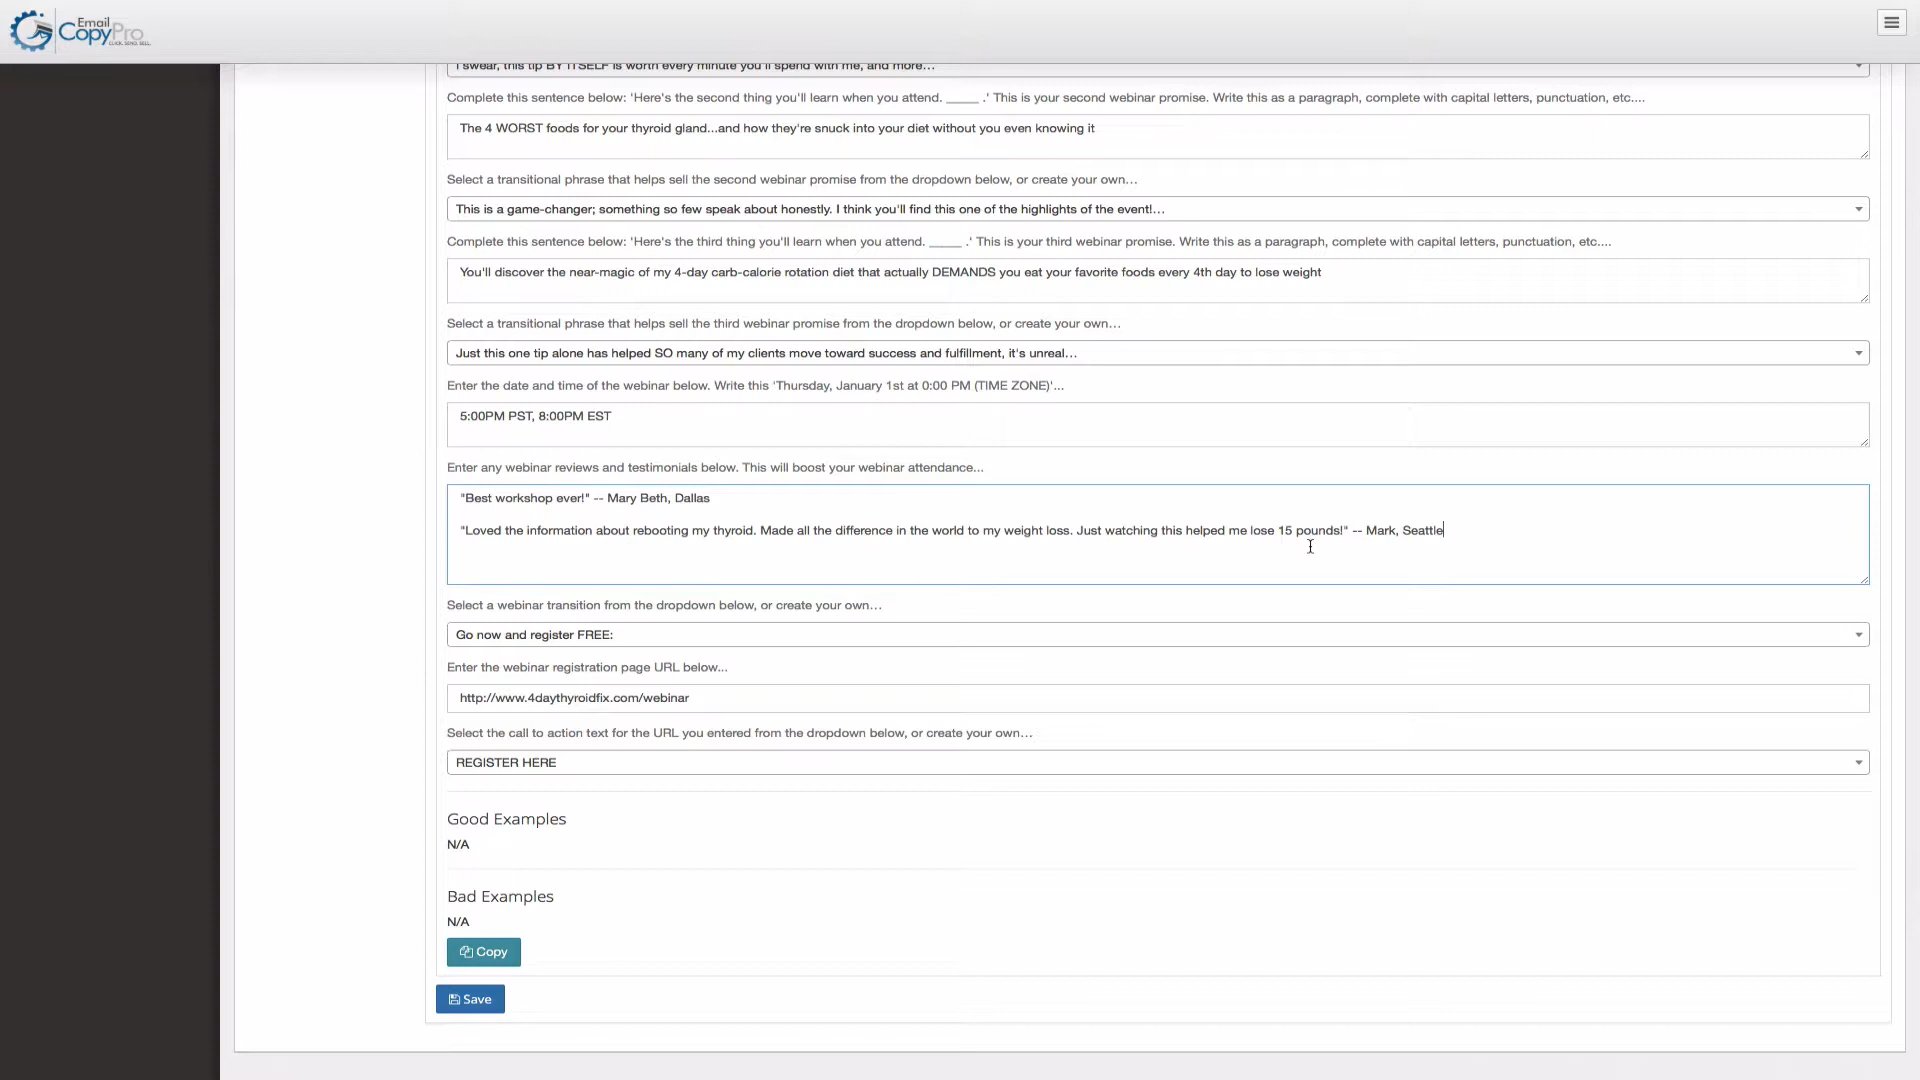 Email
CopyPro
CLICK. SEND. SELL.
I swear, this tip BY ITSELF is worth every minute you'll spend with me, and more…
Complete this sentence below: 'Here's the second thing you'll learn when you attend. _____ .' This is your second webinar promise. Write this as a paragraph, complete with capital letters, punctuation, etc....
The 4 WORST foods for your thyroid gland...and how they're snuck into your diet without you even knowing it
Select a transitional phrase that helps sell the second webinar promise from the dropdown below, or create your own…
This is a game-changer; something so few speak about honestly. I think you'll find this one of the highlights of the event!…
Complete this sentence below: 'Here's the third thing you'll learn when you attend. _____ .' This is your third webinar promise. Write this as a paragraph, complete with capital letters, punctuation, etc....
You'll discover the near-magic of my 4-day carb-calorie rotation diet that actually DEMANDS you eat your favorite foods every 4th day to lose weight
Select a transitional phrase that helps sell the third webinar promise from the dropdown below, or create your own…
Just this one tip alone has helped SO many of my clients move toward success and fulfillment, it's unreal…
Enter the date and time of the webinar below. Write this 'Thursday, January 1st at 0:00 PM (TIME ZONE)'...
5:00PM PST, 8:00PM EST
Enter any webinar reviews and testimonials below. This will boost your webinar attendance...
"Best workshop ever!" -- Mary Beth, Dallas
"Loved the information about rebooting my thyroid. Made all the difference in the world to my weight loss. Just watching this helped me lose 15 pounds!" -- Mark, Seattle
Select a webinar transition from the dropdown below, or create your own…
Go now and register FREE:
Enter the webinar registration page URL below...
http://www.4daythyroidfix.com/webinar
Select the call to action text for the URL you entered from the dropdown below, or create your own…
REGISTER HERE
Good Examples
N/A
Bad Examples
N/A
Copy
Save